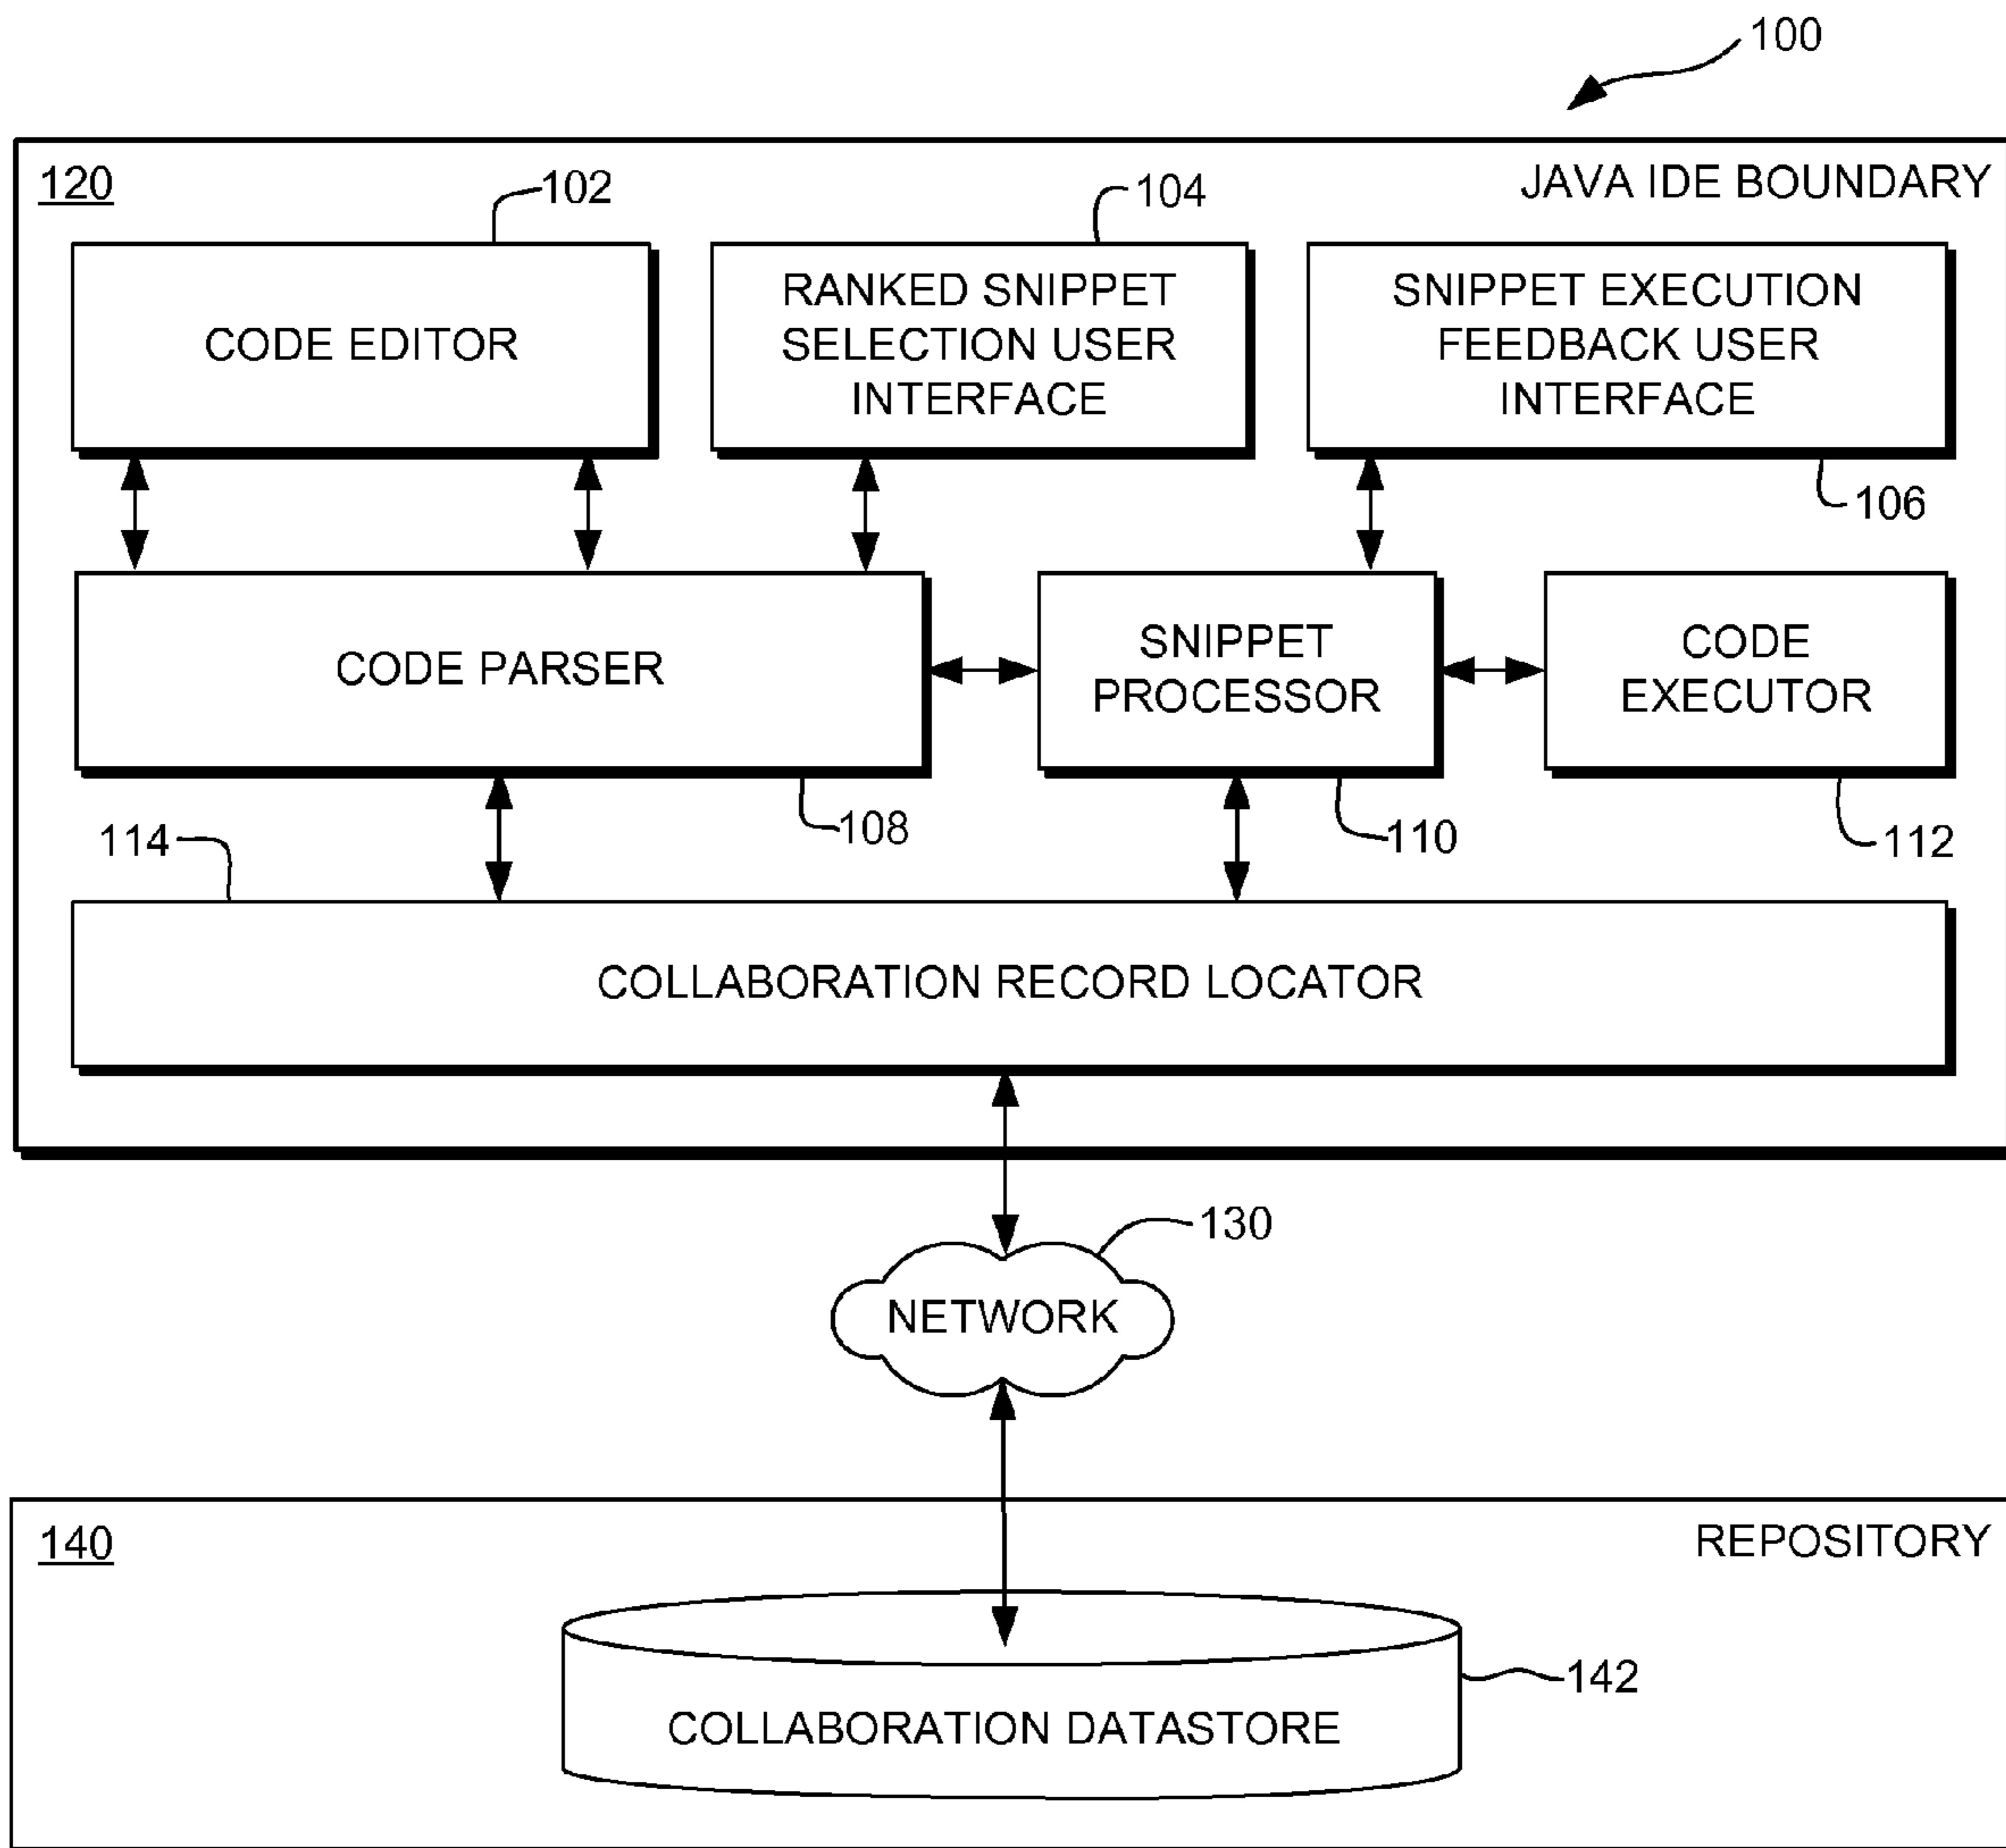 100
120
JAVA IDE BOUNDARY
102
104
CODE EDITOR
RANKED SNIPPET
SELECTION USER
INTERFACE
SNIPPET EXECUTION
FEEDBACK USER
INTERFACE
106
CODE PARSER
SNIPPET
PROCESSOR
CODE
EXECUTOR
108
110
112
114
COLLABORATION RECORD LOCATOR
130
NETWORK
140
REPOSITORY
142
COLLABORATION DATASTORE